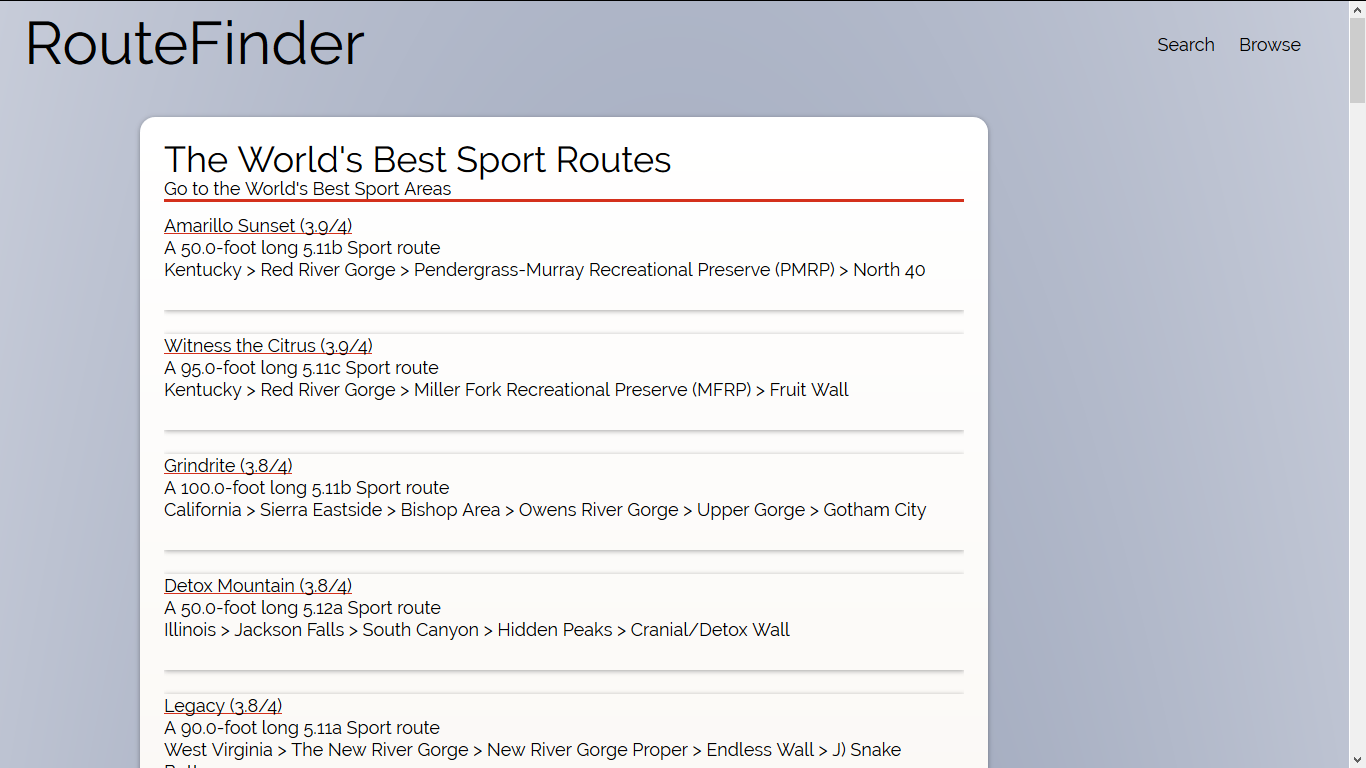 RouteFinder
Search Browse
The World's Best Sport Routes
Go to the World's Best Sport Areas
Amarillo Sunset (3.9/4)
A 50.0-foot long 5.11b Sport route
Kentucky > Red River Gorge > Pendergrass-Murray Recreational Preserve (PMRP) > North 40
Witness the Citrus (3.9/4)
A 95.0-foot long 5.11c Sport route
Kentucky > Red River Gorge > Miller Fork Recreational Preserve (MFRP) > Fruit Wall
Grindrite (3.8/4)
A 100.0-foot long 5.11b Sport route
California > Sierra Eastside > Bishop Area > Owens River Gorge > Upper Gorge > Gotham City
Detox Mountain (3.8/4)
A 50.0-foot long 5.12a Sport route
Illinois > Jackson Falls > South Canyon > Hidden Peaks > Cranial/Detox Wall
Legacy (3.8/4)
A 90.0-foot long 5.11a Sport route
West Virginia > The New River Gorge > New River Gorge Proper > Endless Wall > J) Snake